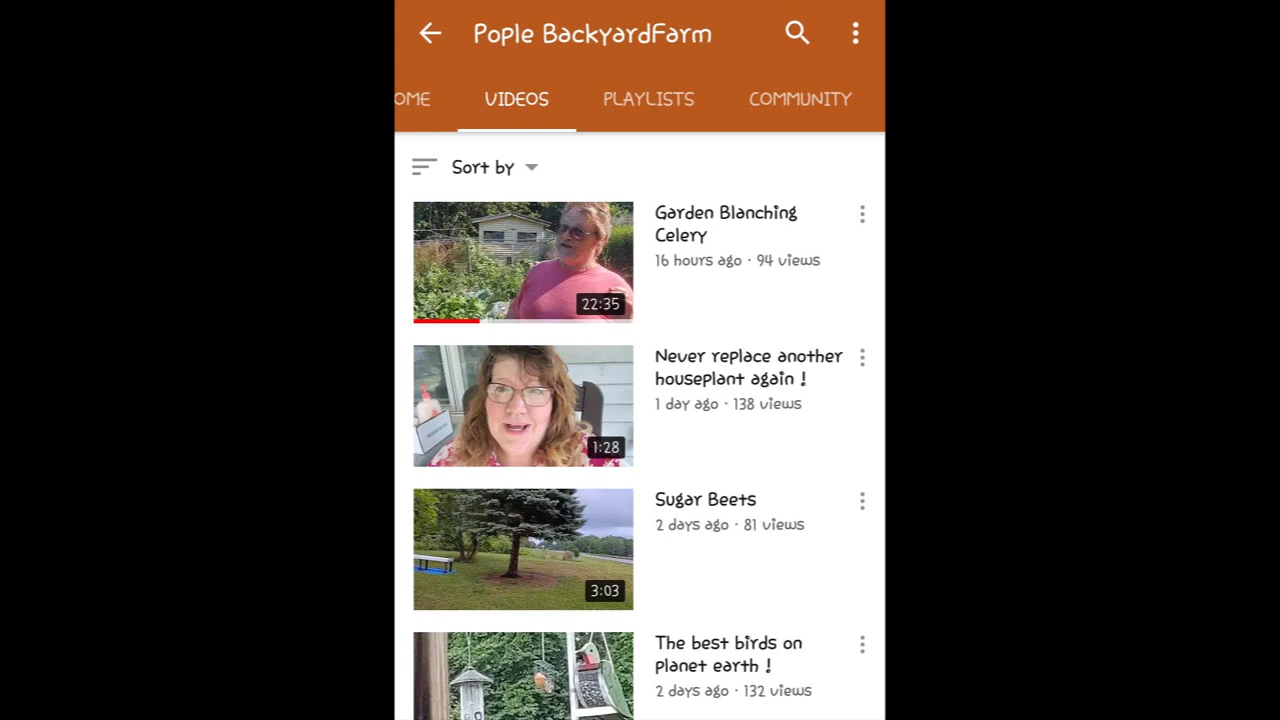 Pople BackyardFarm
OME VIDEOS PLAYLISTS COMMUNITY
Sort by
Garden Blanching
Celery
16 hours ago · 94 views
22:35
Never replace another
houseplant again !
1 day ago · 138 views
1:28
Sugar Beets
2 days ago · 81 views
3:03
The best birds on
planet earth !
2 days ago · 132 views